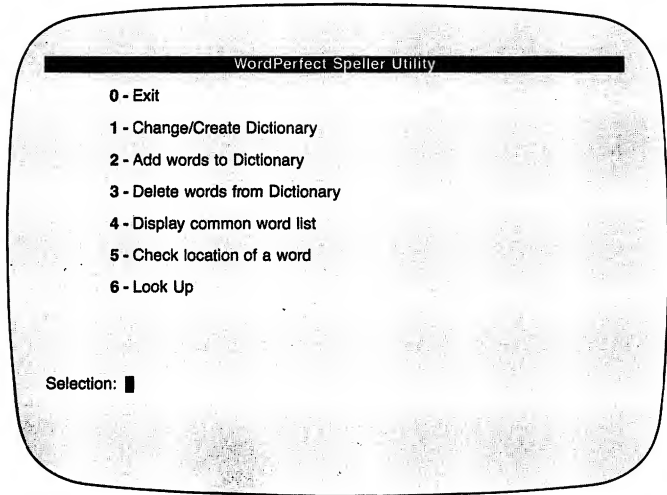 WordPerfect Speller Utility
0 - Exit
1 - Change/Create Dictionary
2 - Add words to Dictionary
3 - Delete words from Dictionary
4 - Display common word list
5 - Check location of a word
6 - Look Up
Selection: